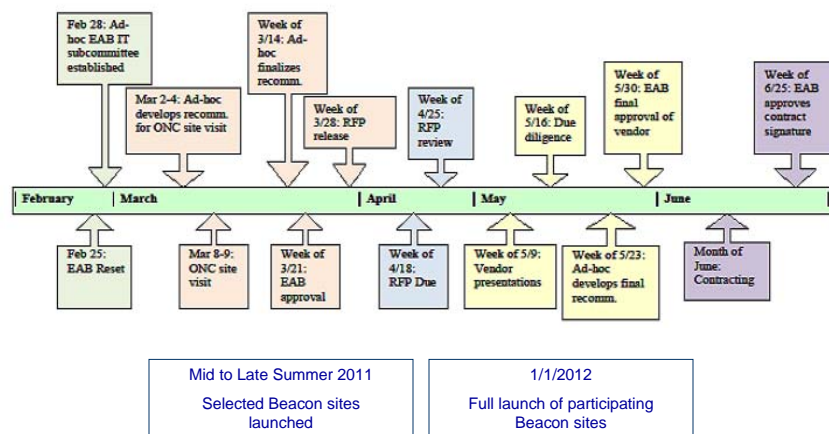 Feb 28: Ad-
hoc EAB IT
subcommittee
established
Mar 2-4: Ad-hoc
develops recomm.
for ONC site visit
Week of
3/14: Ad-
hoc
finalizes
recomm.
Week of
3/28: RFP
release
Week of
4/25: RFP
review
Week of
5/16: Due
diligence
Week of
5/30: EAB
final
approval of
vendor
Week of
6/25: EAB
approves
contract
signature
February
March
April
May
June
Feb 25:
EAB Reset
Mar 8-9:
ONC site
visit
Week of
3/21:
EAB
approval
Week of
4/18:
RFP Due
Week of 5/9:
Vendor
presentations
Week of 5/23:
Ad-hoc
develops final
recomm.
Month of
June:
Contracting
Mid to Late Summer 2011
Selected Beacon sites
launched
1/1/2012
Full launch of participating
Beacon sites